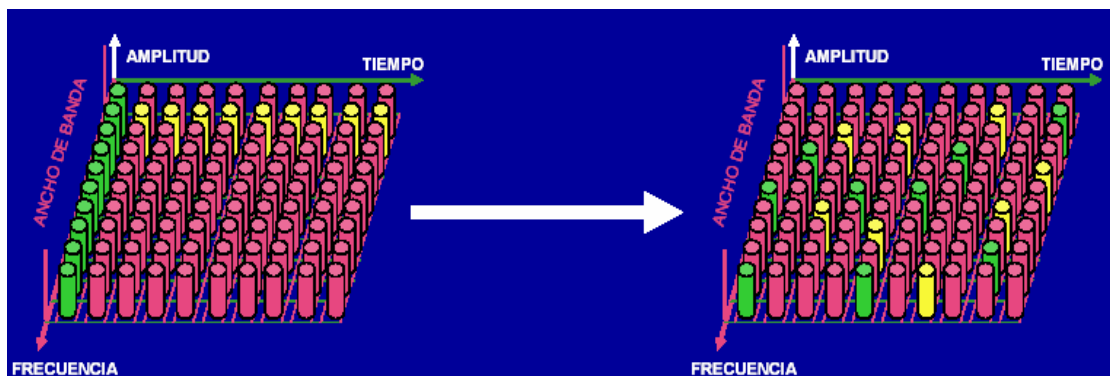 AMPLITUD
TIEMPO
ANCHO DE BANDA
FRECUENCIA
AMPLITUD
TIEMPO
ANCHO DE BANDA
FRECUENCIA